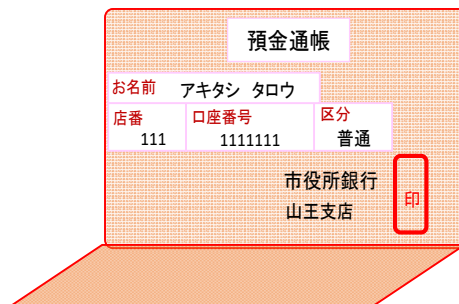 預金通帳
お名前 アキタシ タロウ
店番 口座番号 区分
111 1111111 普通
市役所銀行
山王支店
印